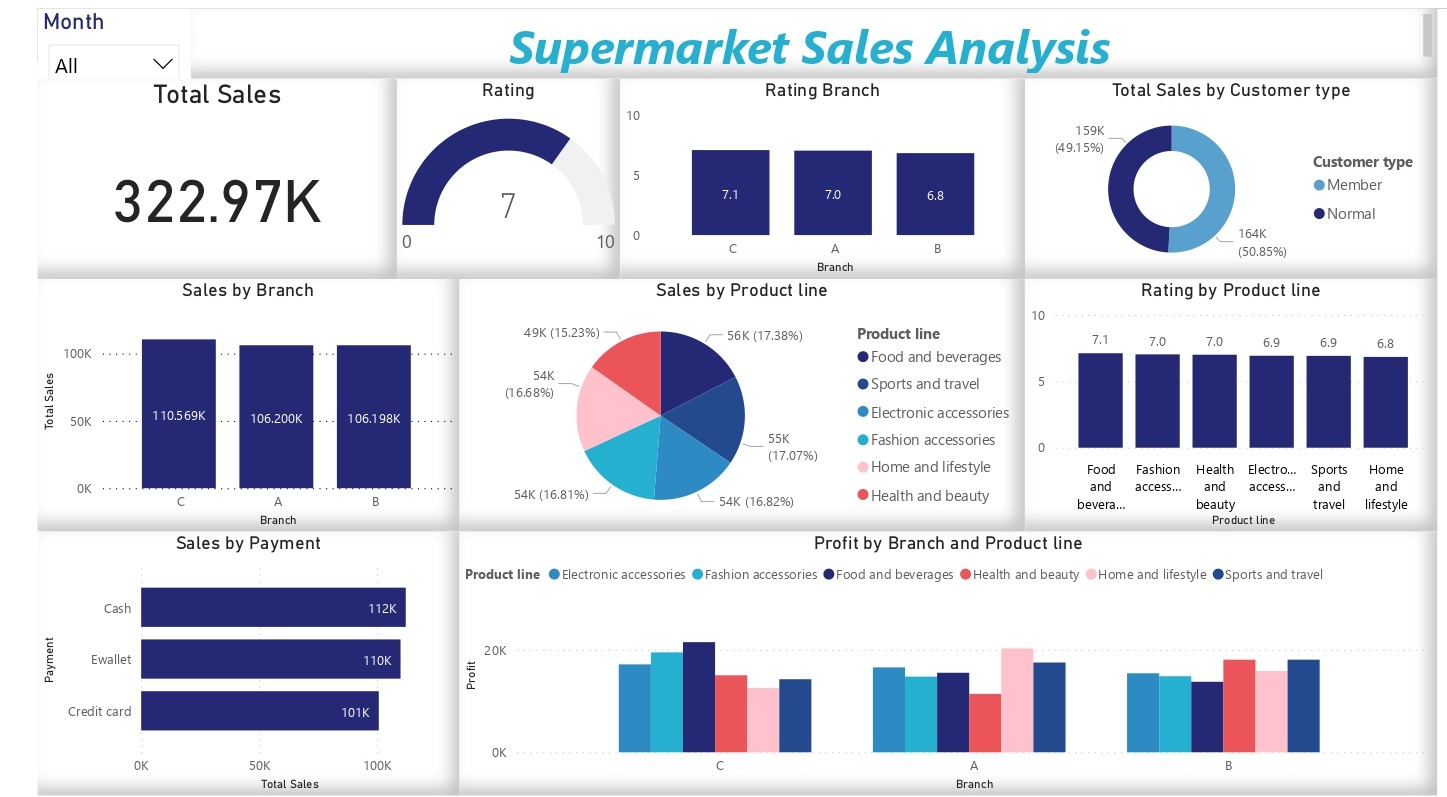 Month
All
Supermarket Sales Analysis
Total Sales
322.97K
Rating
7
0
10
Rating Branch
10
5
0
7.1
7.0
6.8
C
A
B
Branch
Total Sales by Customer type
159K
(49.15%)
164K
(50.85%)
Customer type
Member
Normal
Sales by Branch
Total Sales
100K
50K
0K
110.569K
106.200K
106.198K
C
A
B
Branch
Sales by Product line
49K (15.23%)
56K (17.38%)
54K
(16.68%)
55K
(17.07%)
54K (16.81%)
54K (16.82%)
Product line
Food and beverages
Sports and travel
Electronic accessories
Fashion accessories
Home and lifestyle
Health and beauty
Rating by Product line
10
5
0
7.1
7.0
7.0
6.9
6.9
6.8
Food
and
bevera...
Fashion
access...
Health
and
beauty
Electro...
access...
Sports
and
travel
Home
and
lifestyle
Product line
Sales by Payment
Payment
Cash
112K
Ewallet
110K
Credit card
101K
0K
50K
100K
Total Sales
Profit by Branch and Product line
Product line
Electronic accessories
Fashion accessories
Food and beverages
Health and beauty
Home and lifestyle
Sports and travel
Profit
20K
0K
C
A
B
Branch